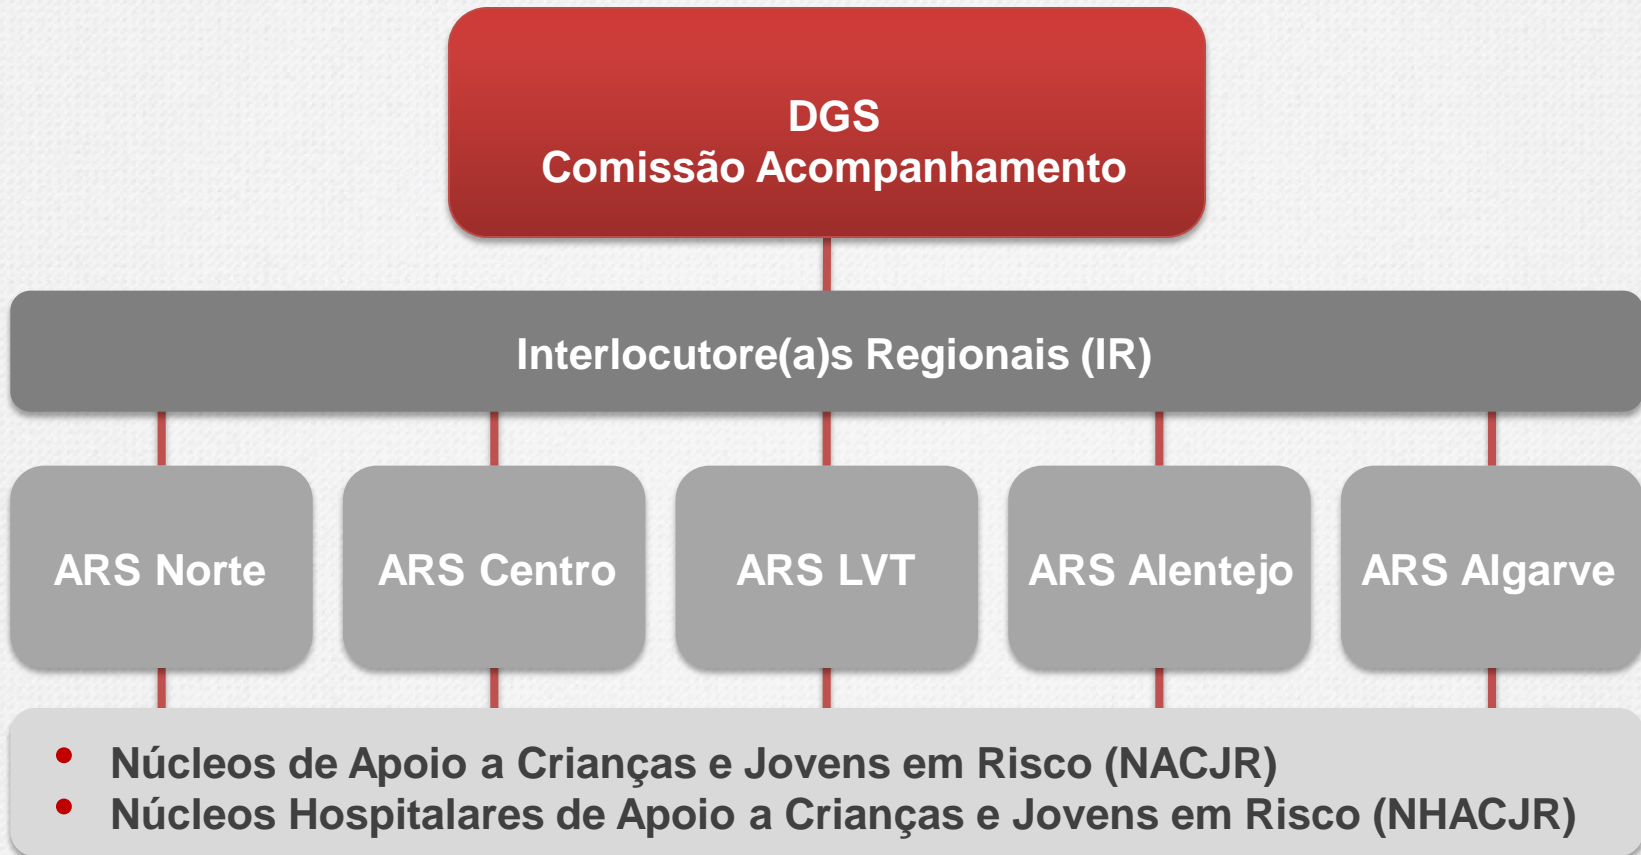 DGS
Comissão Acompanhamento
Interlocutore(a)s Regionais (IR)
ARS Norte
ARS Centro
ARS LVT
ARS Alentejo
ARS Algarve
• Núcleos de Apoio a Crianças e Jovens em Risco (NACJR)
• Núcleos Hospitalares de Apoio a Crianças e Jovens em Risco (NHACJR)